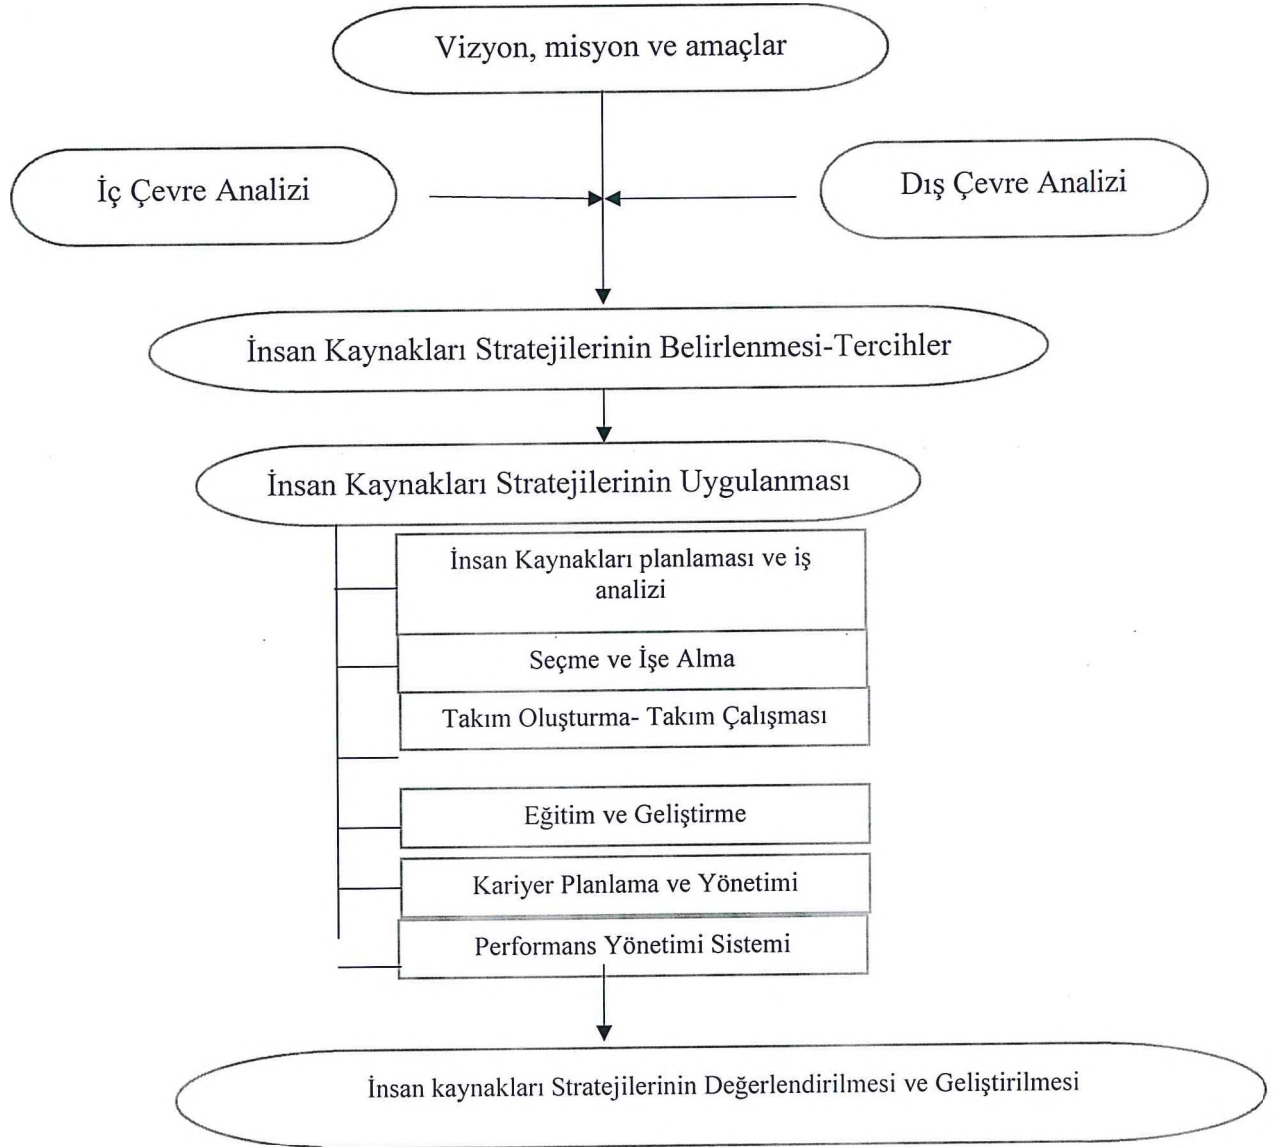 Vizyon, misyon ve amaçlar
İç Çevre Analizi
Dış Çevre Analizi
İnsan Kaynakları Stratejilerinin Belirlenmesi-Tercihler
İnsan Kaynakları Stratejilerinin Uygulanması
İnsan Kaynakları planlaması ve iş
analizi
Seçme ve İşe Alma
Takım Oluşturma- Takım Çalışması
Eğitim ve Geliştirme
Kariyer Planlama ve Yönetimi
Performans Yönetimi Sistemi
İnsan kaynakları Stratejilerinin Değerlendirilmesi ve Geliştirilmesi